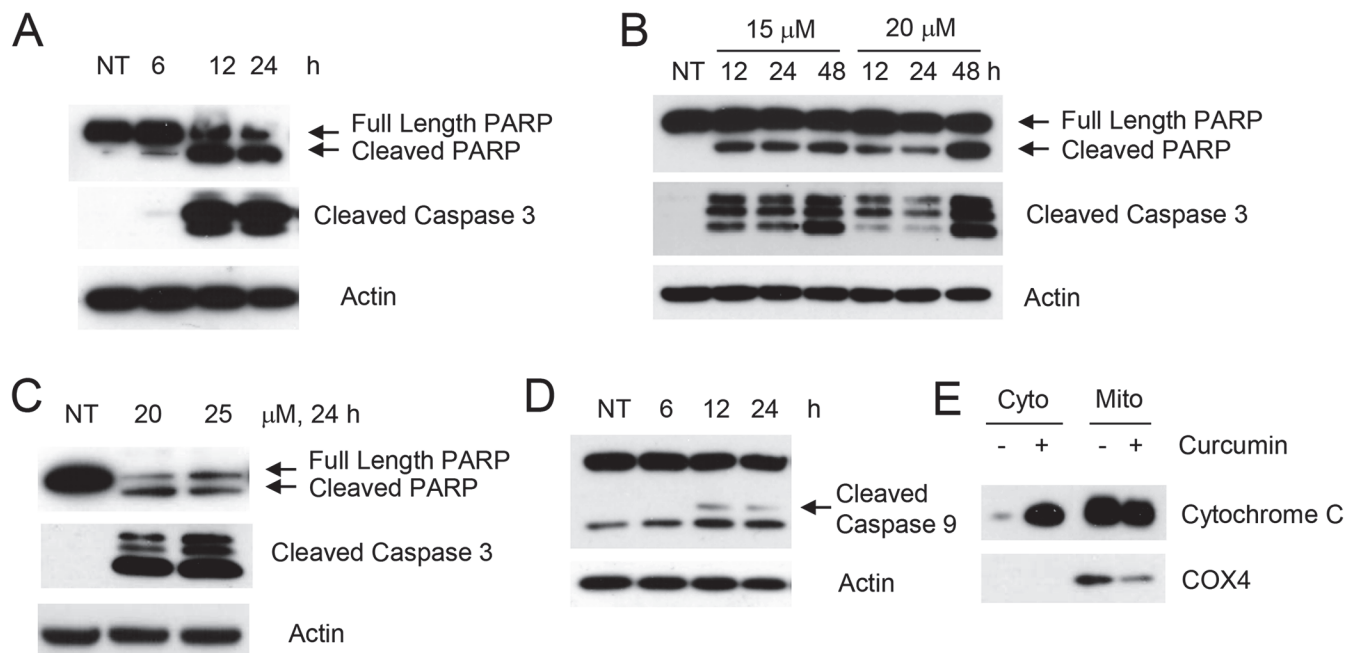 A
NT 6 12 24 h
Full Length PARP
Cleaved PARP
Cleaved Caspase 3
Actin
B
15 μM 20 μM
NT 12 24 48 12 24 48 h
Full Length PARP
Cleaved PARP
Cleaved Caspase 3
Actin
C
NT 20 25 μM, 24 h
Full Length PARP
Cleaved PARP
Cleaved Caspase 3
Actin
D
NT 6 12 24 h
Cleaved
Caspase 9
Actin
E
Cyto Mito
- + - + Curcumin
Cytochrome C
COX4